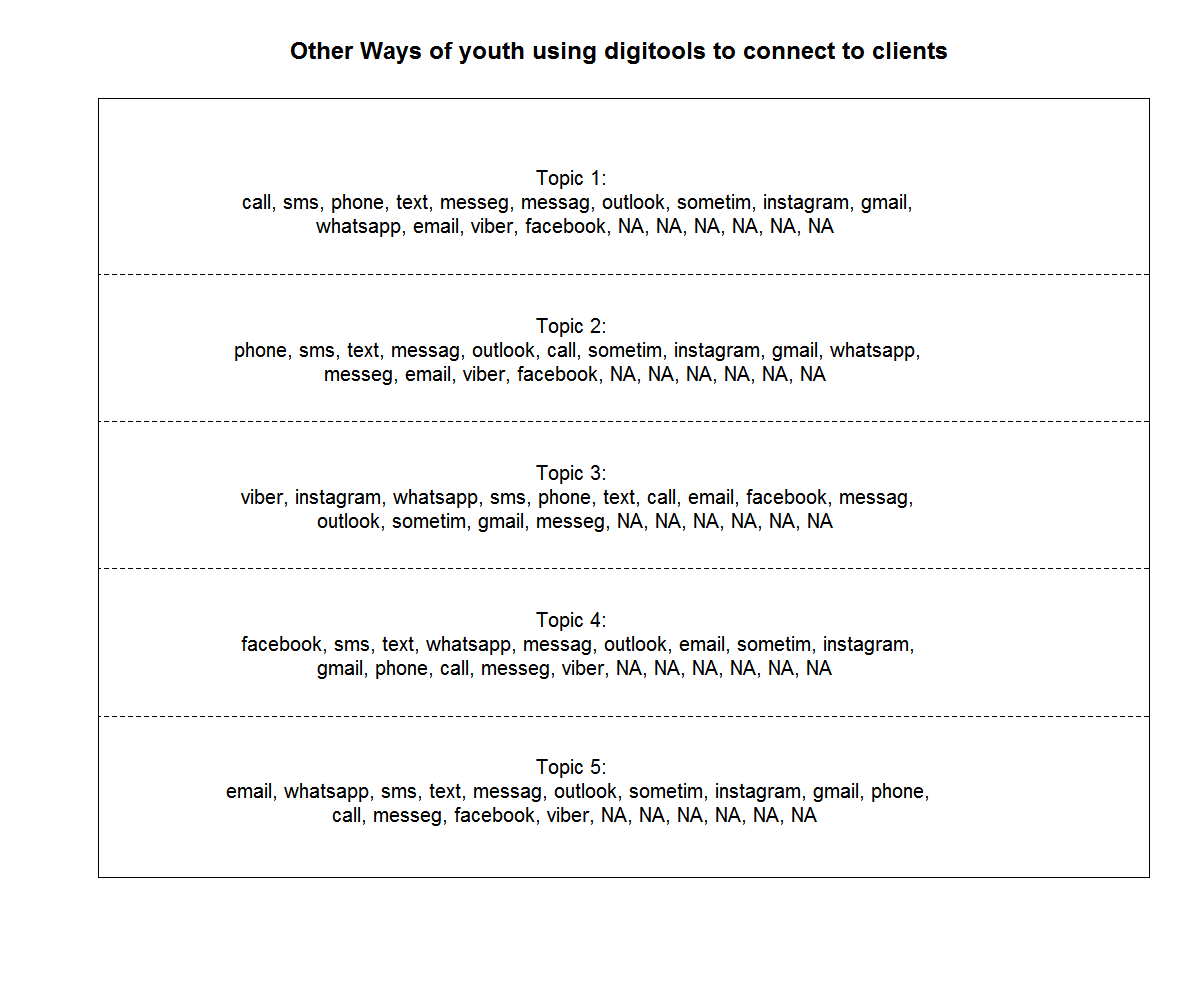 Other Ways of youth using digitools to connect to clients
Topic 1:
call, sms, phone, text, messeg, messag, outlook, sometim, instagram, gmail,
whatsapp, email, viber, facebook, NA, NA, NA, NA, NA, NA
Topic 2:
phone, sms, text, messag, outlook, call, sometim, instagram, gmail, whatsapp,
messeg, email, viber, facebook, NA, NA, NA, NA, NA, NA
Topic 3:
viber, instagram, whatsapp, sms, phone, text, call, email, facebook, messag,
outlook, sometim, gmail, messeg, NA, NA, NA, NA, NA, NA
Topic 4:
facebook, sms, text, whatsapp, messag, outlook, email, sometim, instagram,
gmail, phone, call, messeg, viber, NA, NA, NA, NA, NA, NA
Topic 5:
email, whatsapp, sms, text, messag, outlook, sometim, instagram, gmail, phone,
call, messeg, facebook, viber, NA, NA, NA, NA, NA, NA